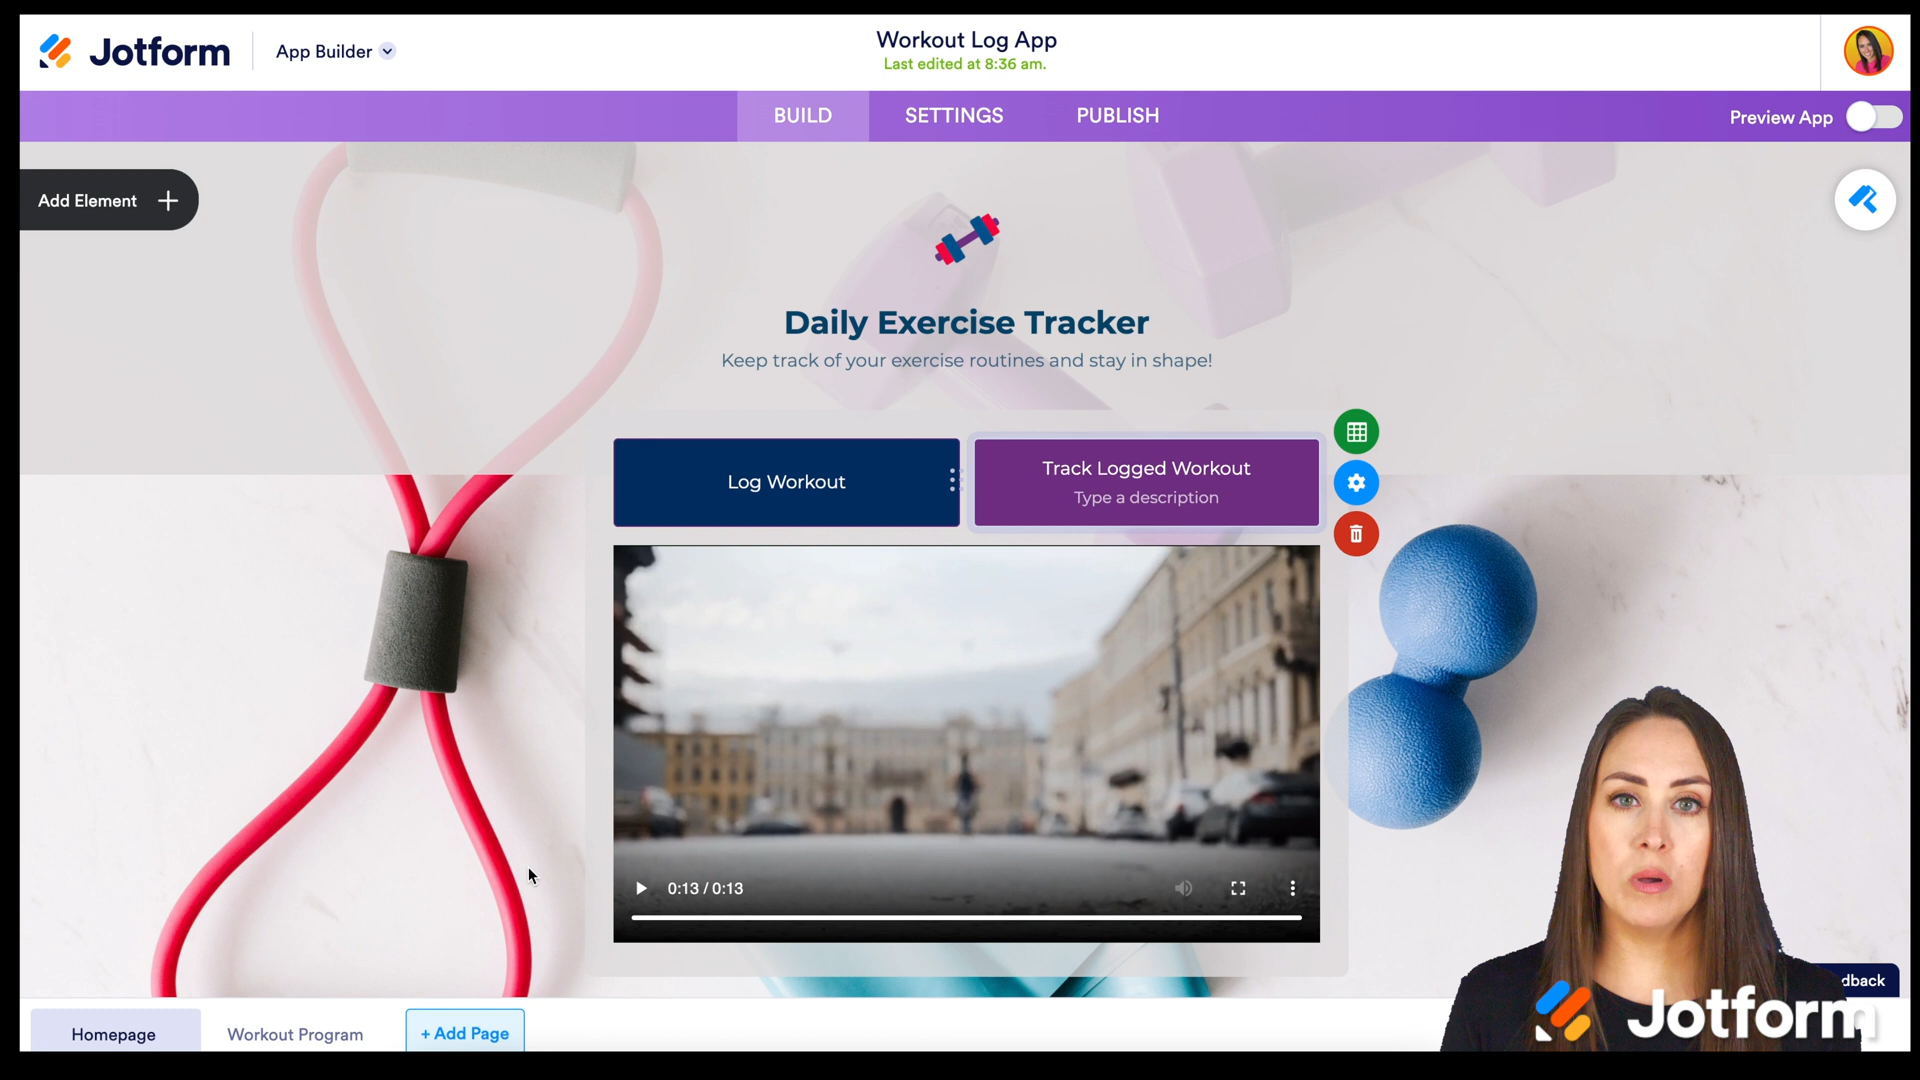 Jotform
App Builder
Workout Log App
Last edited at 8:36 am.
BUILD
SETTINGS
PUBLISH
Preview App
Add Element
Daily Exercise Tracker
Keep track of your exercise routines and stay in shape!
Log Workout
Track Logged Workout
Type a description
0:13 / 0:13
dback
Homepage
Workout Program
+ Add Page
Jotform